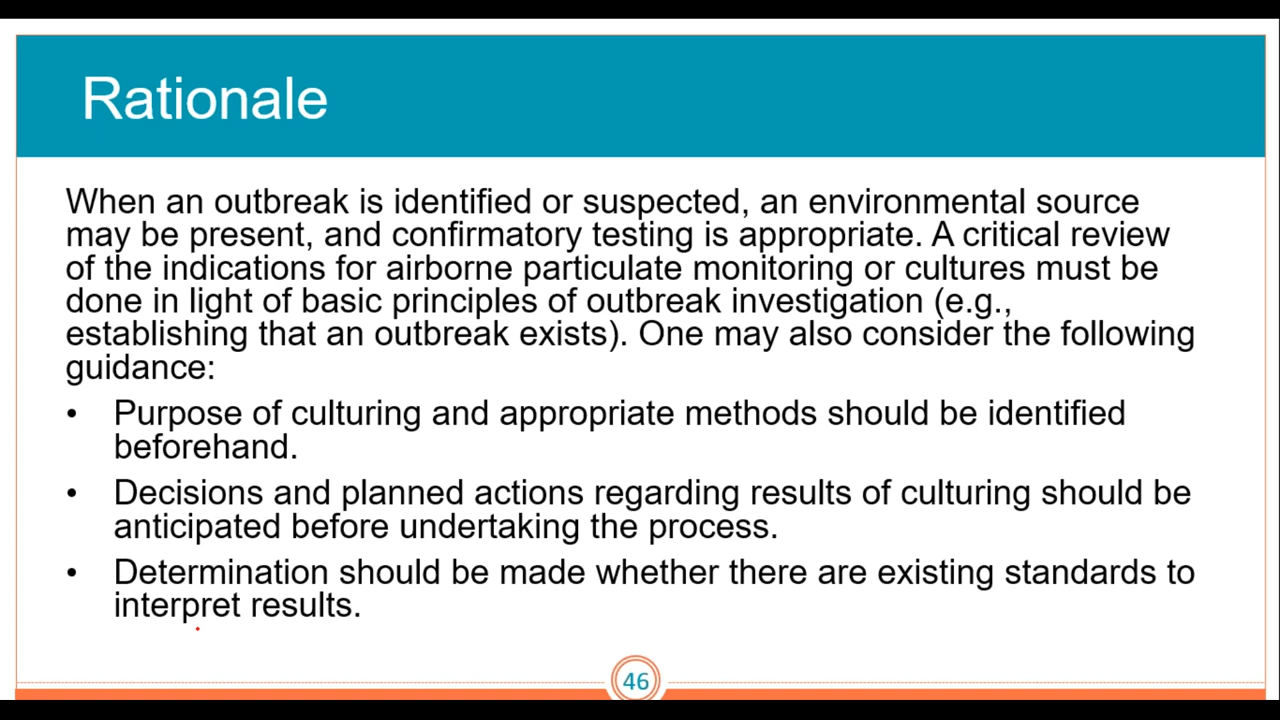 Rationale
When an outbreak is identified or suspected, an environmental source
may be present, and confirmatory testing is appropriate. A critical review
of the indications for airborne particulate monitoring or cultures must be
done in light of basic principles of outbreak investigation (e.g.,
establishing that an outbreak exists). One may also consider the following
guidance:
• Purpose of culturing and appropriate methods should be identified
beforehand.
• Decisions and planned actions regarding results of culturing should be
anticipated before undertaking the process.
• Determination should be made whether there are existing standards to
interpret results.
46